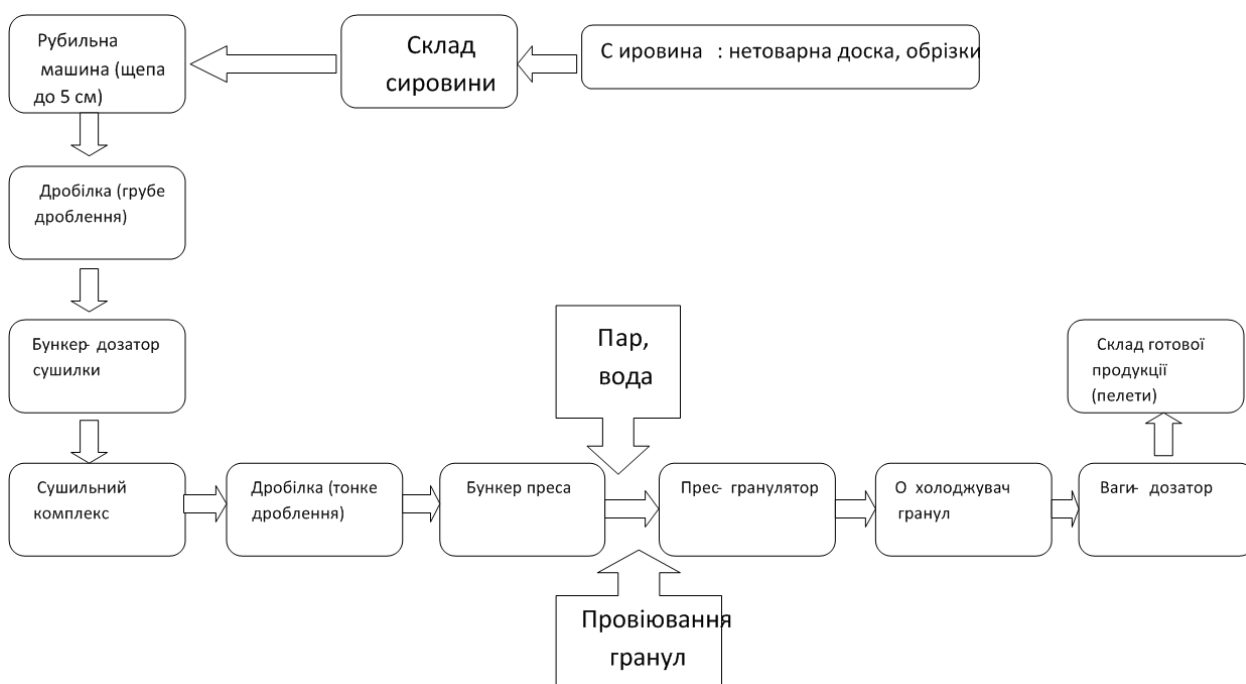 С ировина : нетоварна доска, обрізки
Склад
сировини
Рубильна
машина (щепа
до 5 см)
Дробілка (грубе
дроблення)
Бункер- дозатор
сушилки
Сушильний
комплекс
Дробілка (тонке
дроблення)
Бункер преса
Пар,
вода
Провіювання
гранул
Прес- гранулятор
О холоджувач
гранул
Ваги- дозатор
Склад готової
продукції
(пелети)